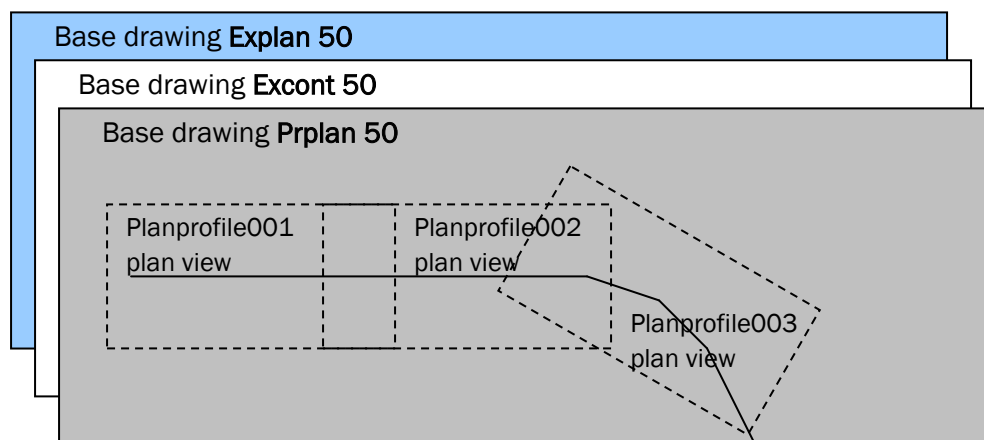 Base drawing Explan 50
Base drawing Excont 50
Base drawing Prplan 50
Planprofile001
plan view
Planprofile002
plan view
Planprofile003
plan view